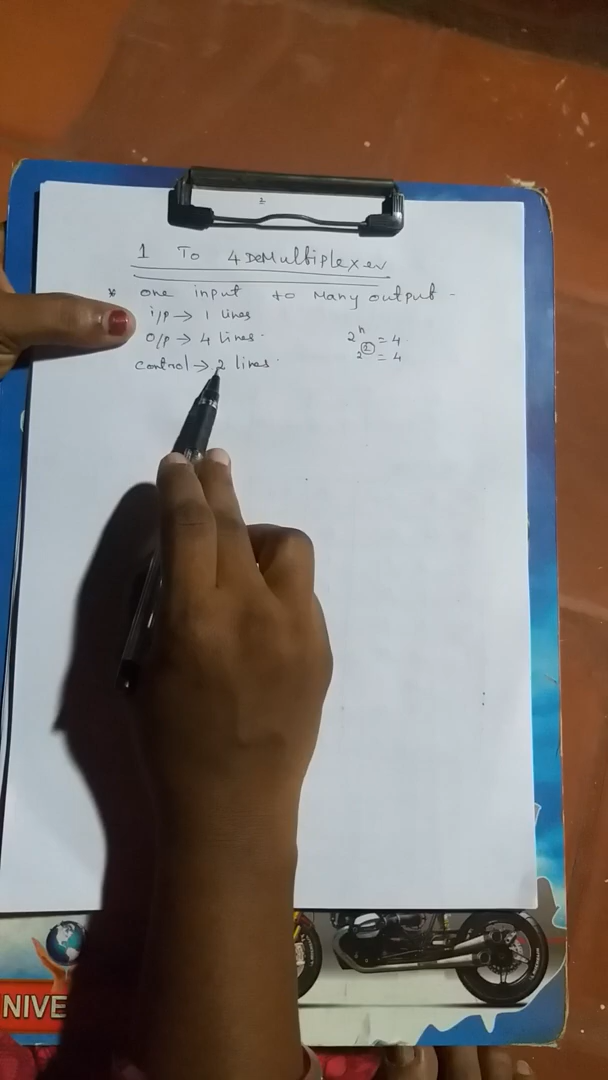 1 To 4 DeMultiplexer
* one input to Many output -
i/p → 1 lines
o/p → 4 lines.
control → 2 lines.
2ⁿ = 4
2② = 4
NIVE